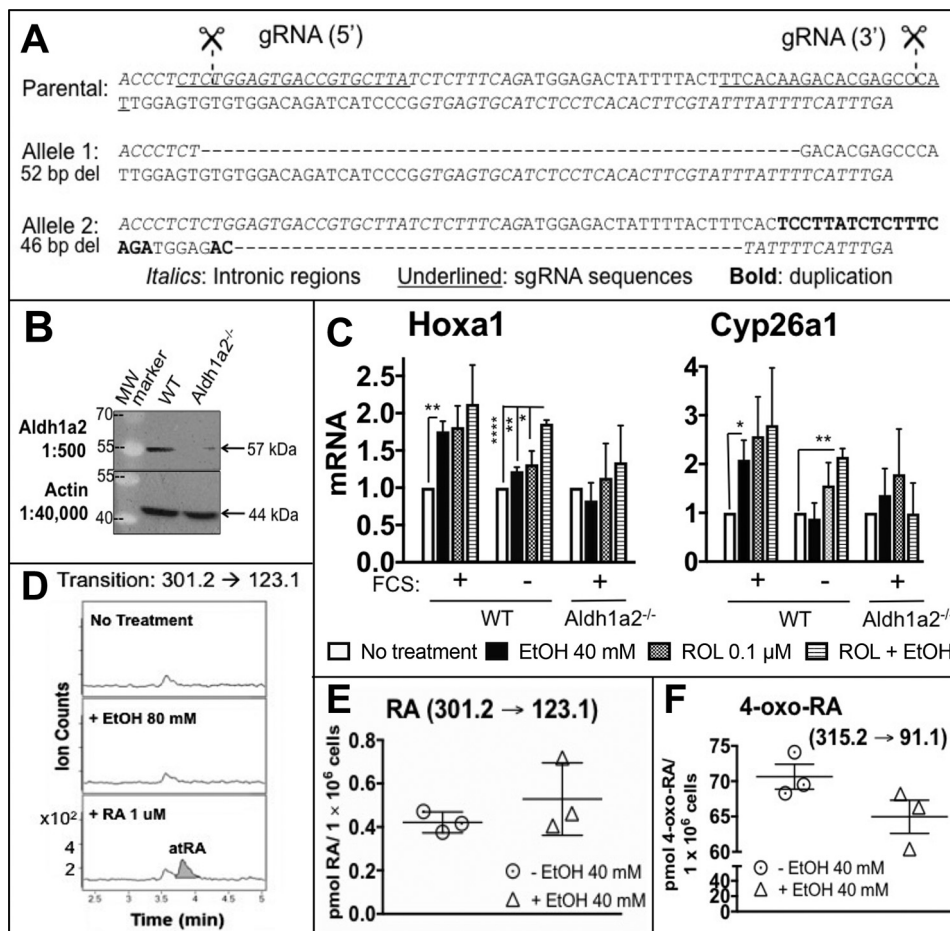 A
gRNA (5') gRNA (3')
Parental: ACCCTCTCTGGAGTGACCGTGCTTATCTCTTTCAGATGGAGACTATTTTACTTTCACAAGACACGAGCCCA
TTGGAGTGTGTGGACAGATCATCCCGGTGAGTGCATCTCCTCACACTTCGTATTTATTTTCATTTGA
Allele 1: ACCCTCT----------------------------------------------------GACACGAGCCCA
52 bp del TTGGAGTGTGTGGACAGATCATCCCGGTGAGTGCATCTCCTCACACTTCGTATTTATTTTCATTTGA
Allele 2: ACCCTCTCTGGAGTGACCGTGCTTATCTCTTTCAGATGGAGACTATTTTACTTTCACTCCTTATCTCTTTC
46 bp del AGATGGAGAC----------------------------------------------TATTTTCATTTGA
Italics: Intronic regions Underlined: sgRNA sequences Bold: duplication
B
MW marker
WT
Aldh1a2-/-
Aldh1a2
1:500
70
55
57 kDa
Actin
1:40,000
55
40
44 kDa
C
Hoxa1
mRNA
2.5
2.0
1.5
1.0
0.5
0.0
**
****
**
*
FCS: + - +
WT Aldh1a2-/-
Cyp26a1
4
3
2
1
0
*
**
+ - +
WT Aldh1a2-/-
No treatment EtOH 40 mM ROL 0.1 μM ROL + EtOH
D
Transition: 301.2 → 123.1
No Treatment
+ EtOH 80 mM
+ RA 1 uM
Ion Counts
x10²
4
2
atRA
2.5 3 3.5 4 4.5 5
Time (min)
E
RA (301.2 → 123.1)
pmol RA/ 1 × 10⁶ cells
0.8
0.6
0.4
0.2
0.0
- EtOH 40 mM
+ EtOH 40 mM
F
4-oxo-RA
(315.2 → 91.1)
pmol 4-oxo-RA/
1 x 10⁶ cells
75
70
65
60
40
20
0
- EtOH 40 mM
+ EtOH 40 mM